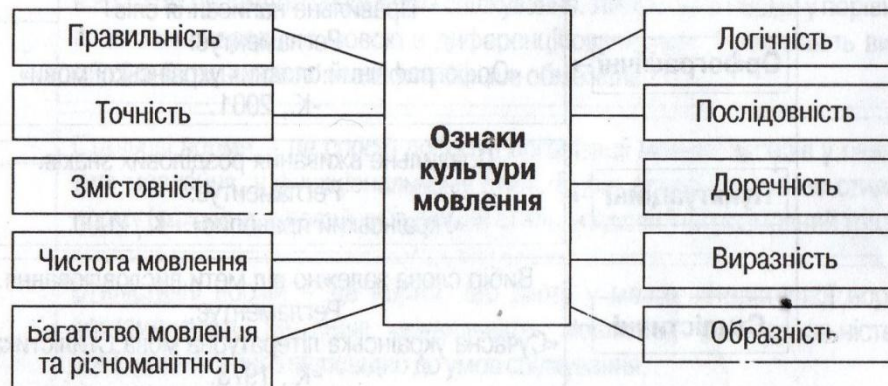 Правильність
Точність
Змістовність
Чистота мовлення
Багатство мовлення
та різноманітність
Ознаки
культури
мовлення
Логічність
Послідовність
Доречність
Виразність
Образність